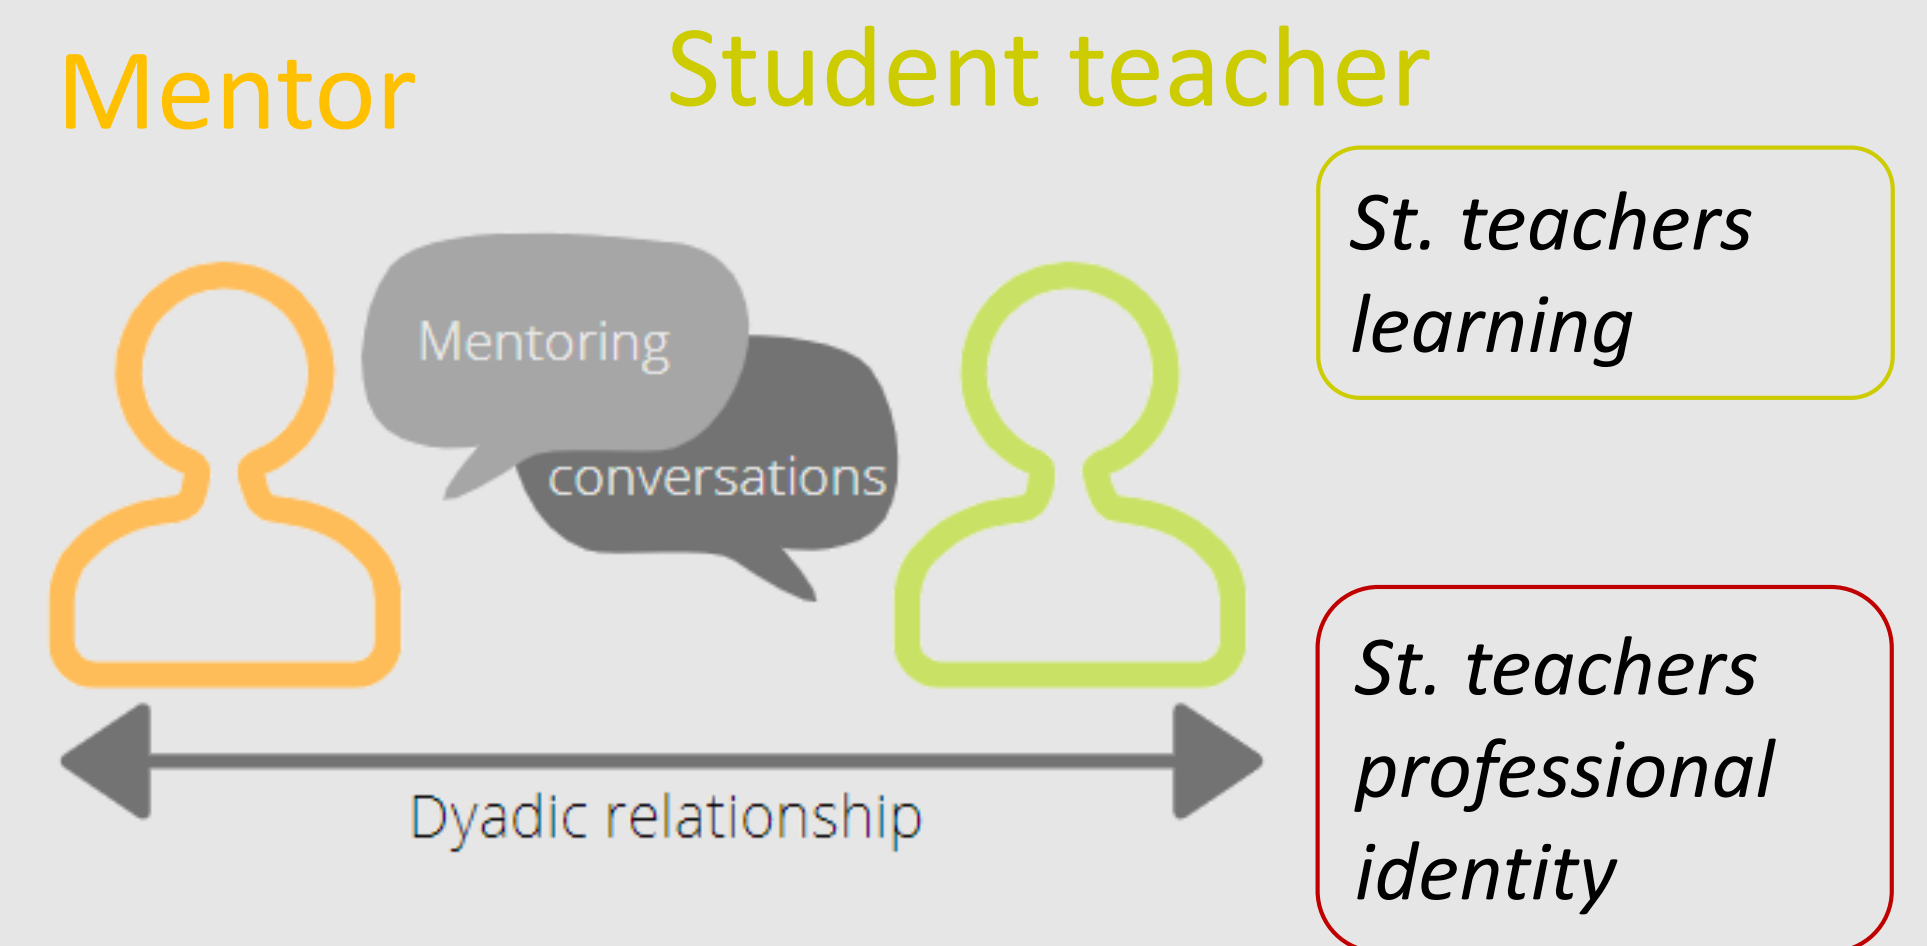 Mentor
Student teacher
Mentoring
conversations
Dyadic relationship
St. teachers
learning
St. teachers
professional
identity